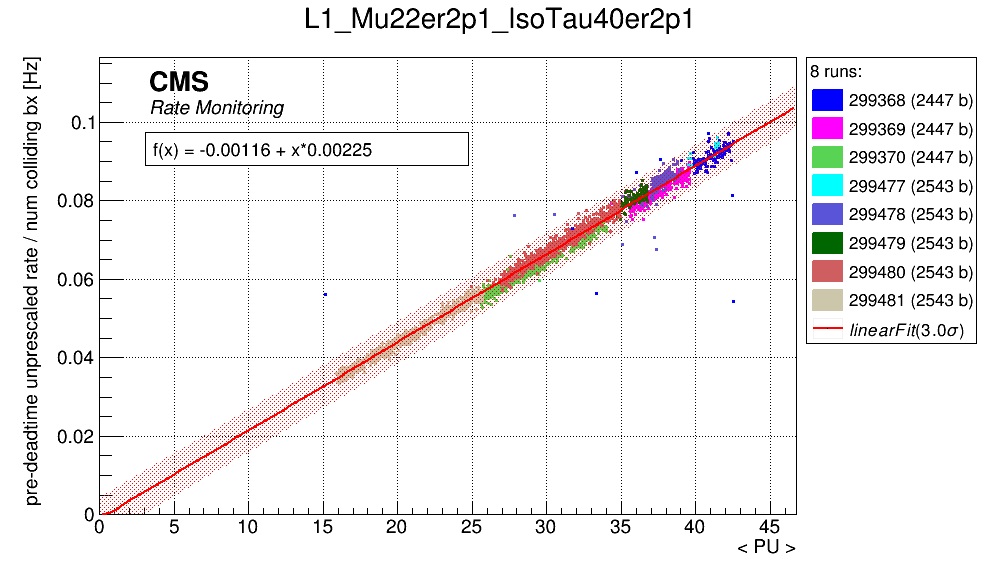 L1_Mu22er2p1_IsoTau40er2p1
pre-deadtime unprescaled rate / num colliding bx [Hz]
CMS
Rate Monitoring
f(x) = -0.00116 + x*0.00225
0.1
0.08
0.06
0.04
0.02
0
0 5 10 15 20 25 30 35 40 45
< PU >
8 runs:
299368 (2447 b)
299369 (2447 b)
299370 (2447 b)
299477 (2543 b)
299478 (2543 b)
299479 (2543 b)
299480 (2543 b)
299481 (2543 b)
linearFit(3.0σ)